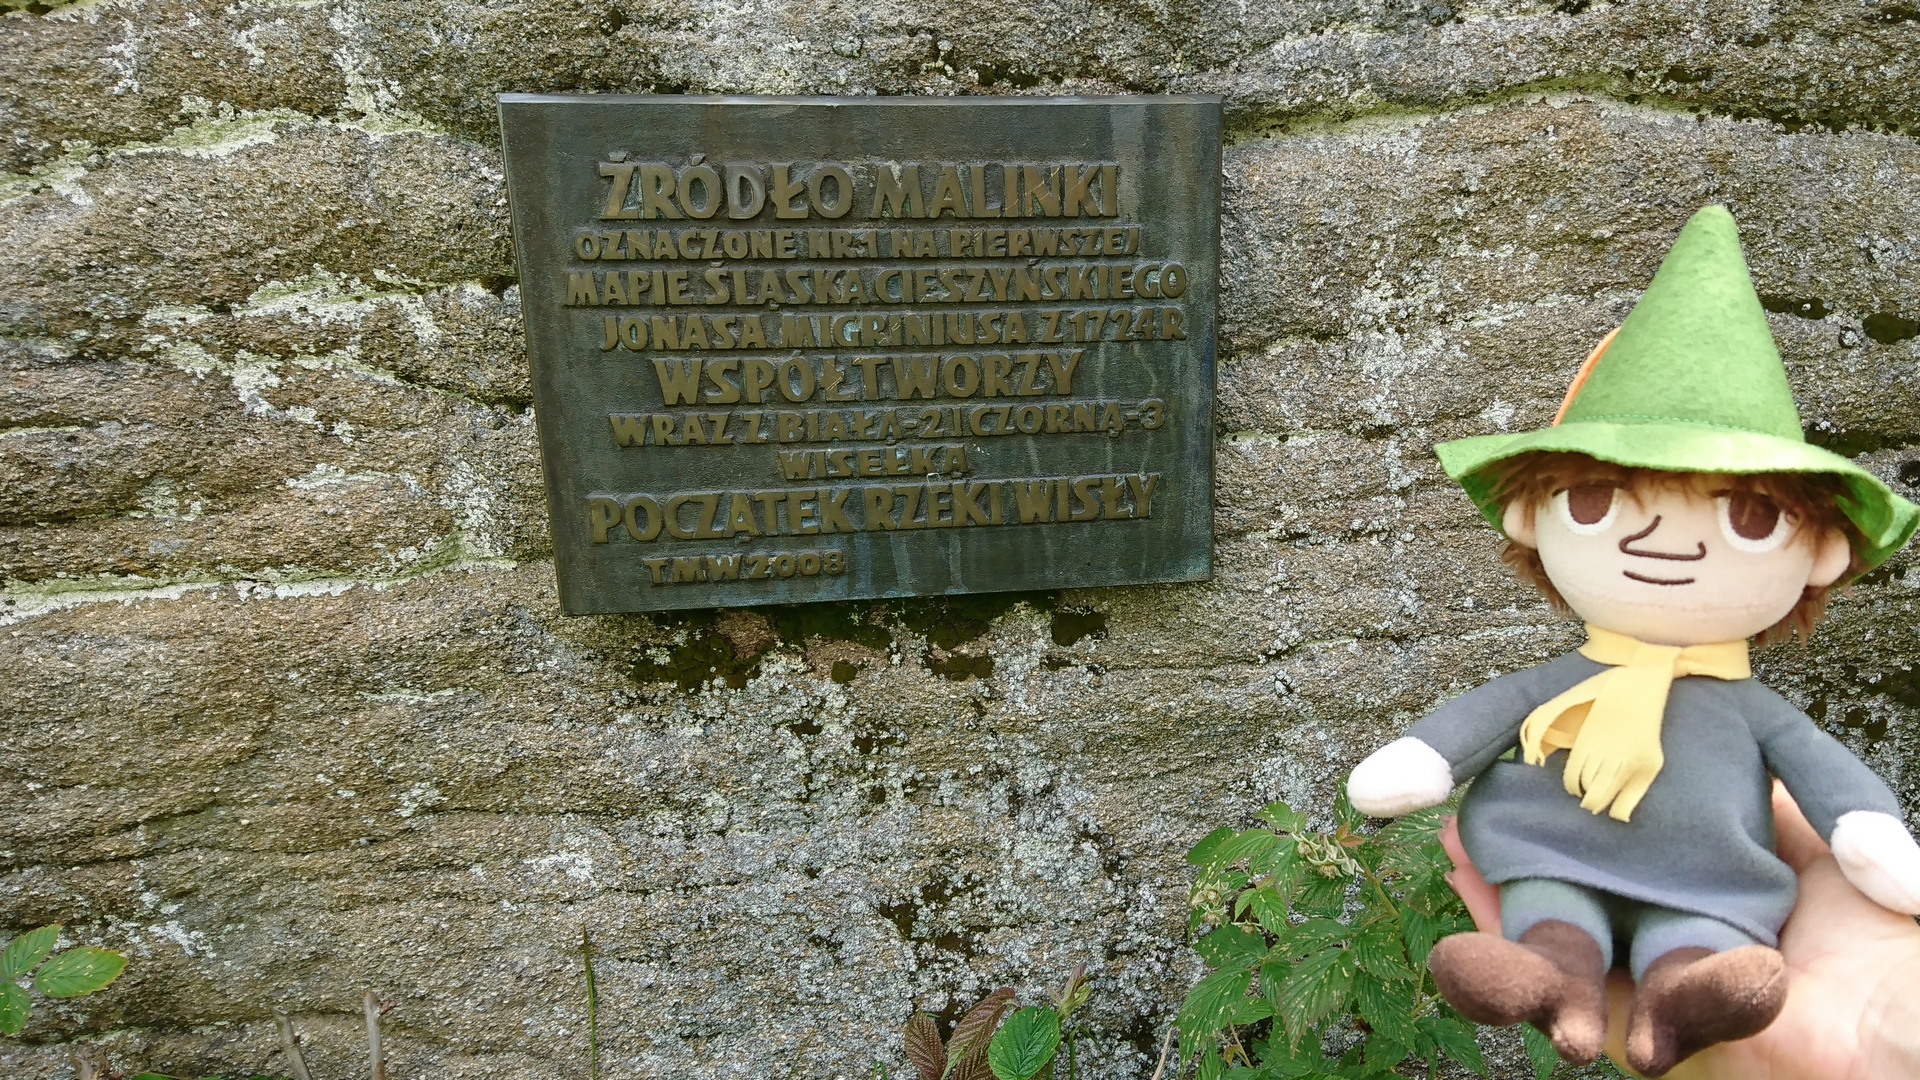 ŹRÓDŁO MALINKI
OZNACZONE NR.1 NA PIERWSZEJ
MAPIE ŚLĄSKA CIESZYŃSKIEGO
JONASA MIGRINIUSA Z 1724 R
WSPÓŁTWORZY
WRAZ Z BIAŁĄ-2 I CZORNĄ-3
WISEŁKĄ
POCZĄTEK RZEKI WISŁY
T.M.W 2008